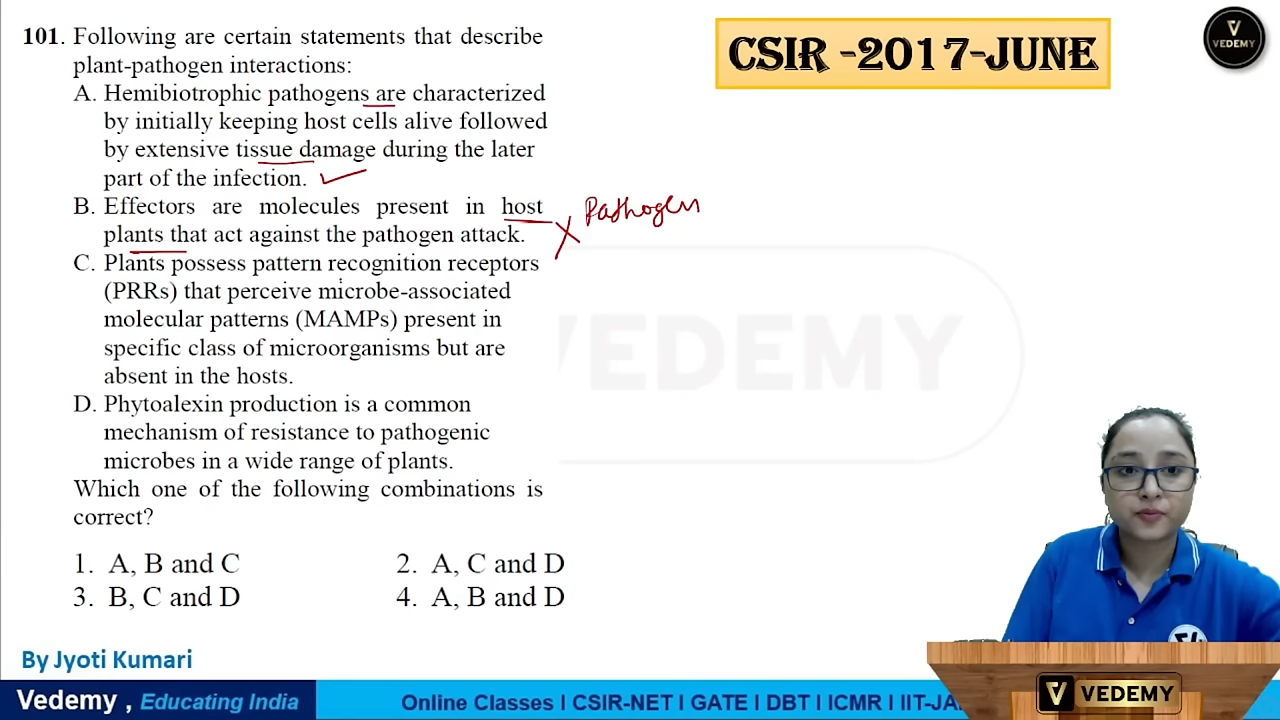 101. Following are certain statements that describe
plant-pathogen interactions:
A. Hemibiotrophic pathogens are characterized
by initially keeping host cells alive followed
by extensive tissue damage during the later
part of the infection.
B. Effectors are molecules present in host
plants that act against the pathogen attack.
Pathogen
C. Plants possess pattern recognition receptors
(PRRs) that perceive microbe-associated
molecular patterns (MAMPs) present in
specific class of microorganisms but are
absent in the hosts.
D. Phytoalexin production is a common
mechanism of resistance to pathogenic
microbes in a wide range of plants.
Which one of the following combinations is
correct?
1. A, B and C 2. A, C and D
3. B, C and D 4. A, B and D
CSIR -2017-JUNE
VEDEMY
VEDEMY
By Jyoti Kumari
Vedemy , Educating India
Online Classes I CSIR-NET I GATE I DBT I ICMR I IIT-JA
VEDEMY